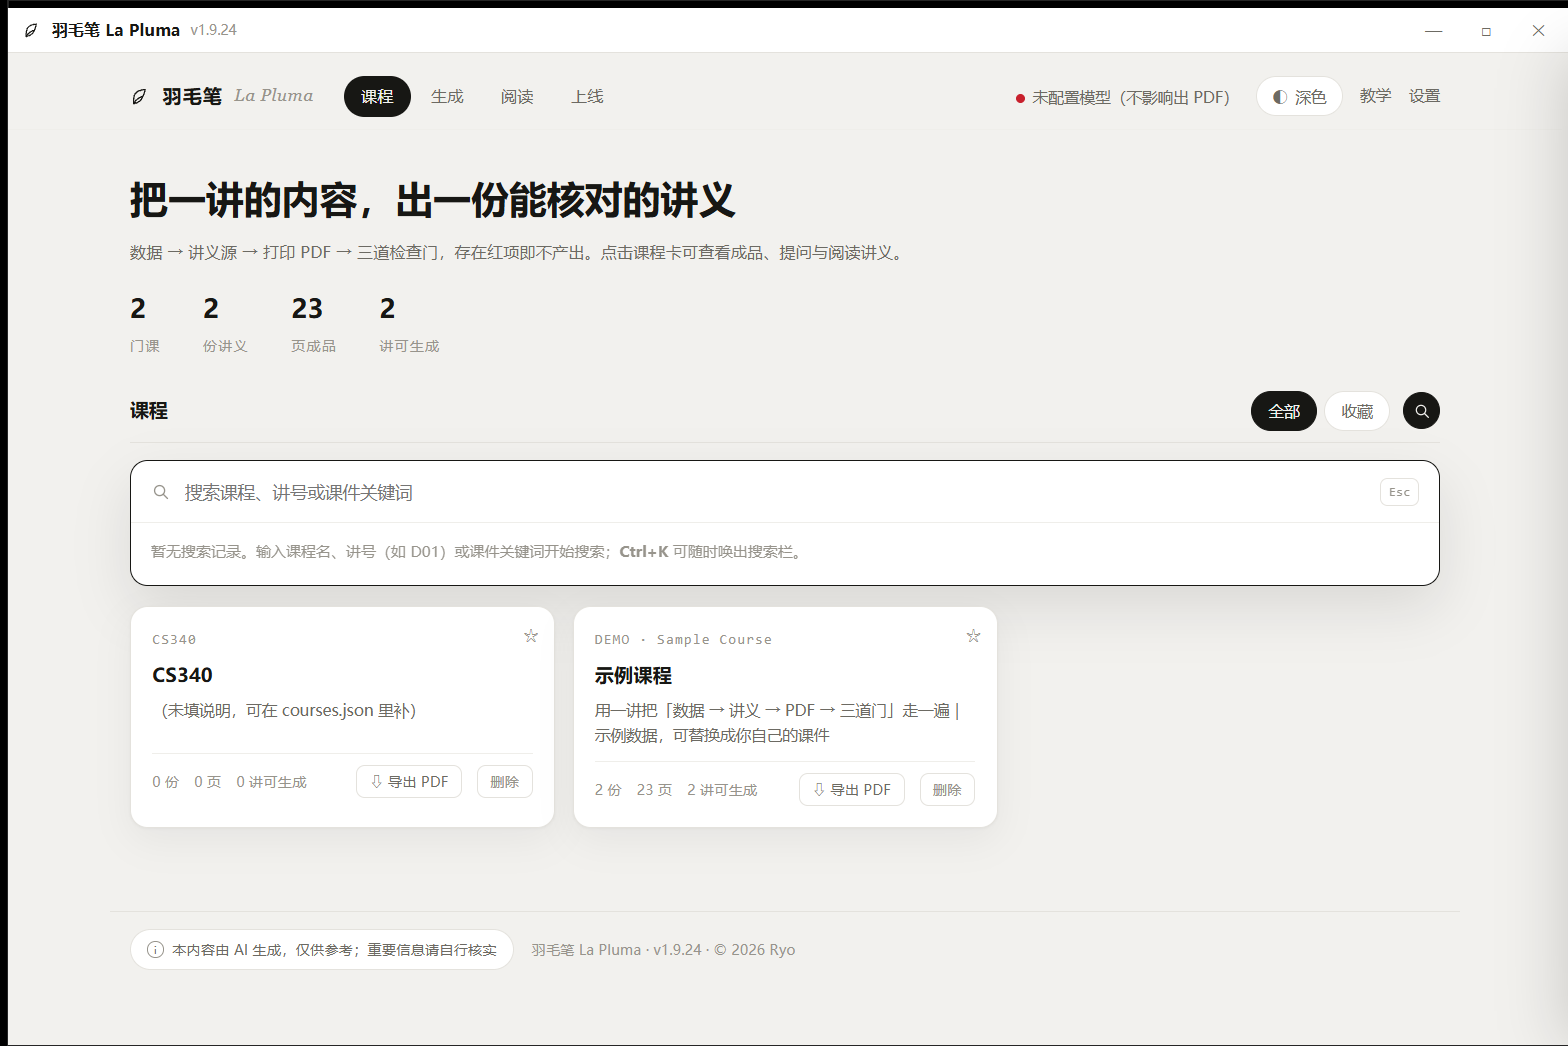 羽毛笔 La Pluma v1.9.24
羽毛笔 La Pluma 课程 生成 阅读 上线 未配置模型（不影响出 PDF） 深色 教学 设置
把一讲的内容，出一份能核对的讲义
数据 → 讲义源 → 打印 PDF → 三道检查门，存在红项即不产出。点击课程卡可查看成品、提问与阅读讲义。
2 2 23 2
门课 份讲义 页成品 讲可生成
课程 全部 收藏
搜索课程、讲号或课件关键词 Esc
暂无搜索记录。输入课程名、讲号（如 D01）或课件关键词开始搜索；Ctrl+K 可随时唤出搜索栏。
CS340 ☆
CS340
（未填说明，可在 courses.json 里补）
0 份 0 页 0 讲可生成 ⇩ 导出 PDF 删除
DEMO · Sample Course ☆
示例课程
用一讲把「数据 → 讲义 → PDF → 三道门」走一遍 |
示例数据，可替换成你自己的课件
2 份 23 页 2 讲可生成 ⇩ 导出 PDF 删除
本内容由 AI 生成，仅供参考；重要信息请自行核实 羽毛笔 La Pluma · v1.9.24 · © 2026 Ryo